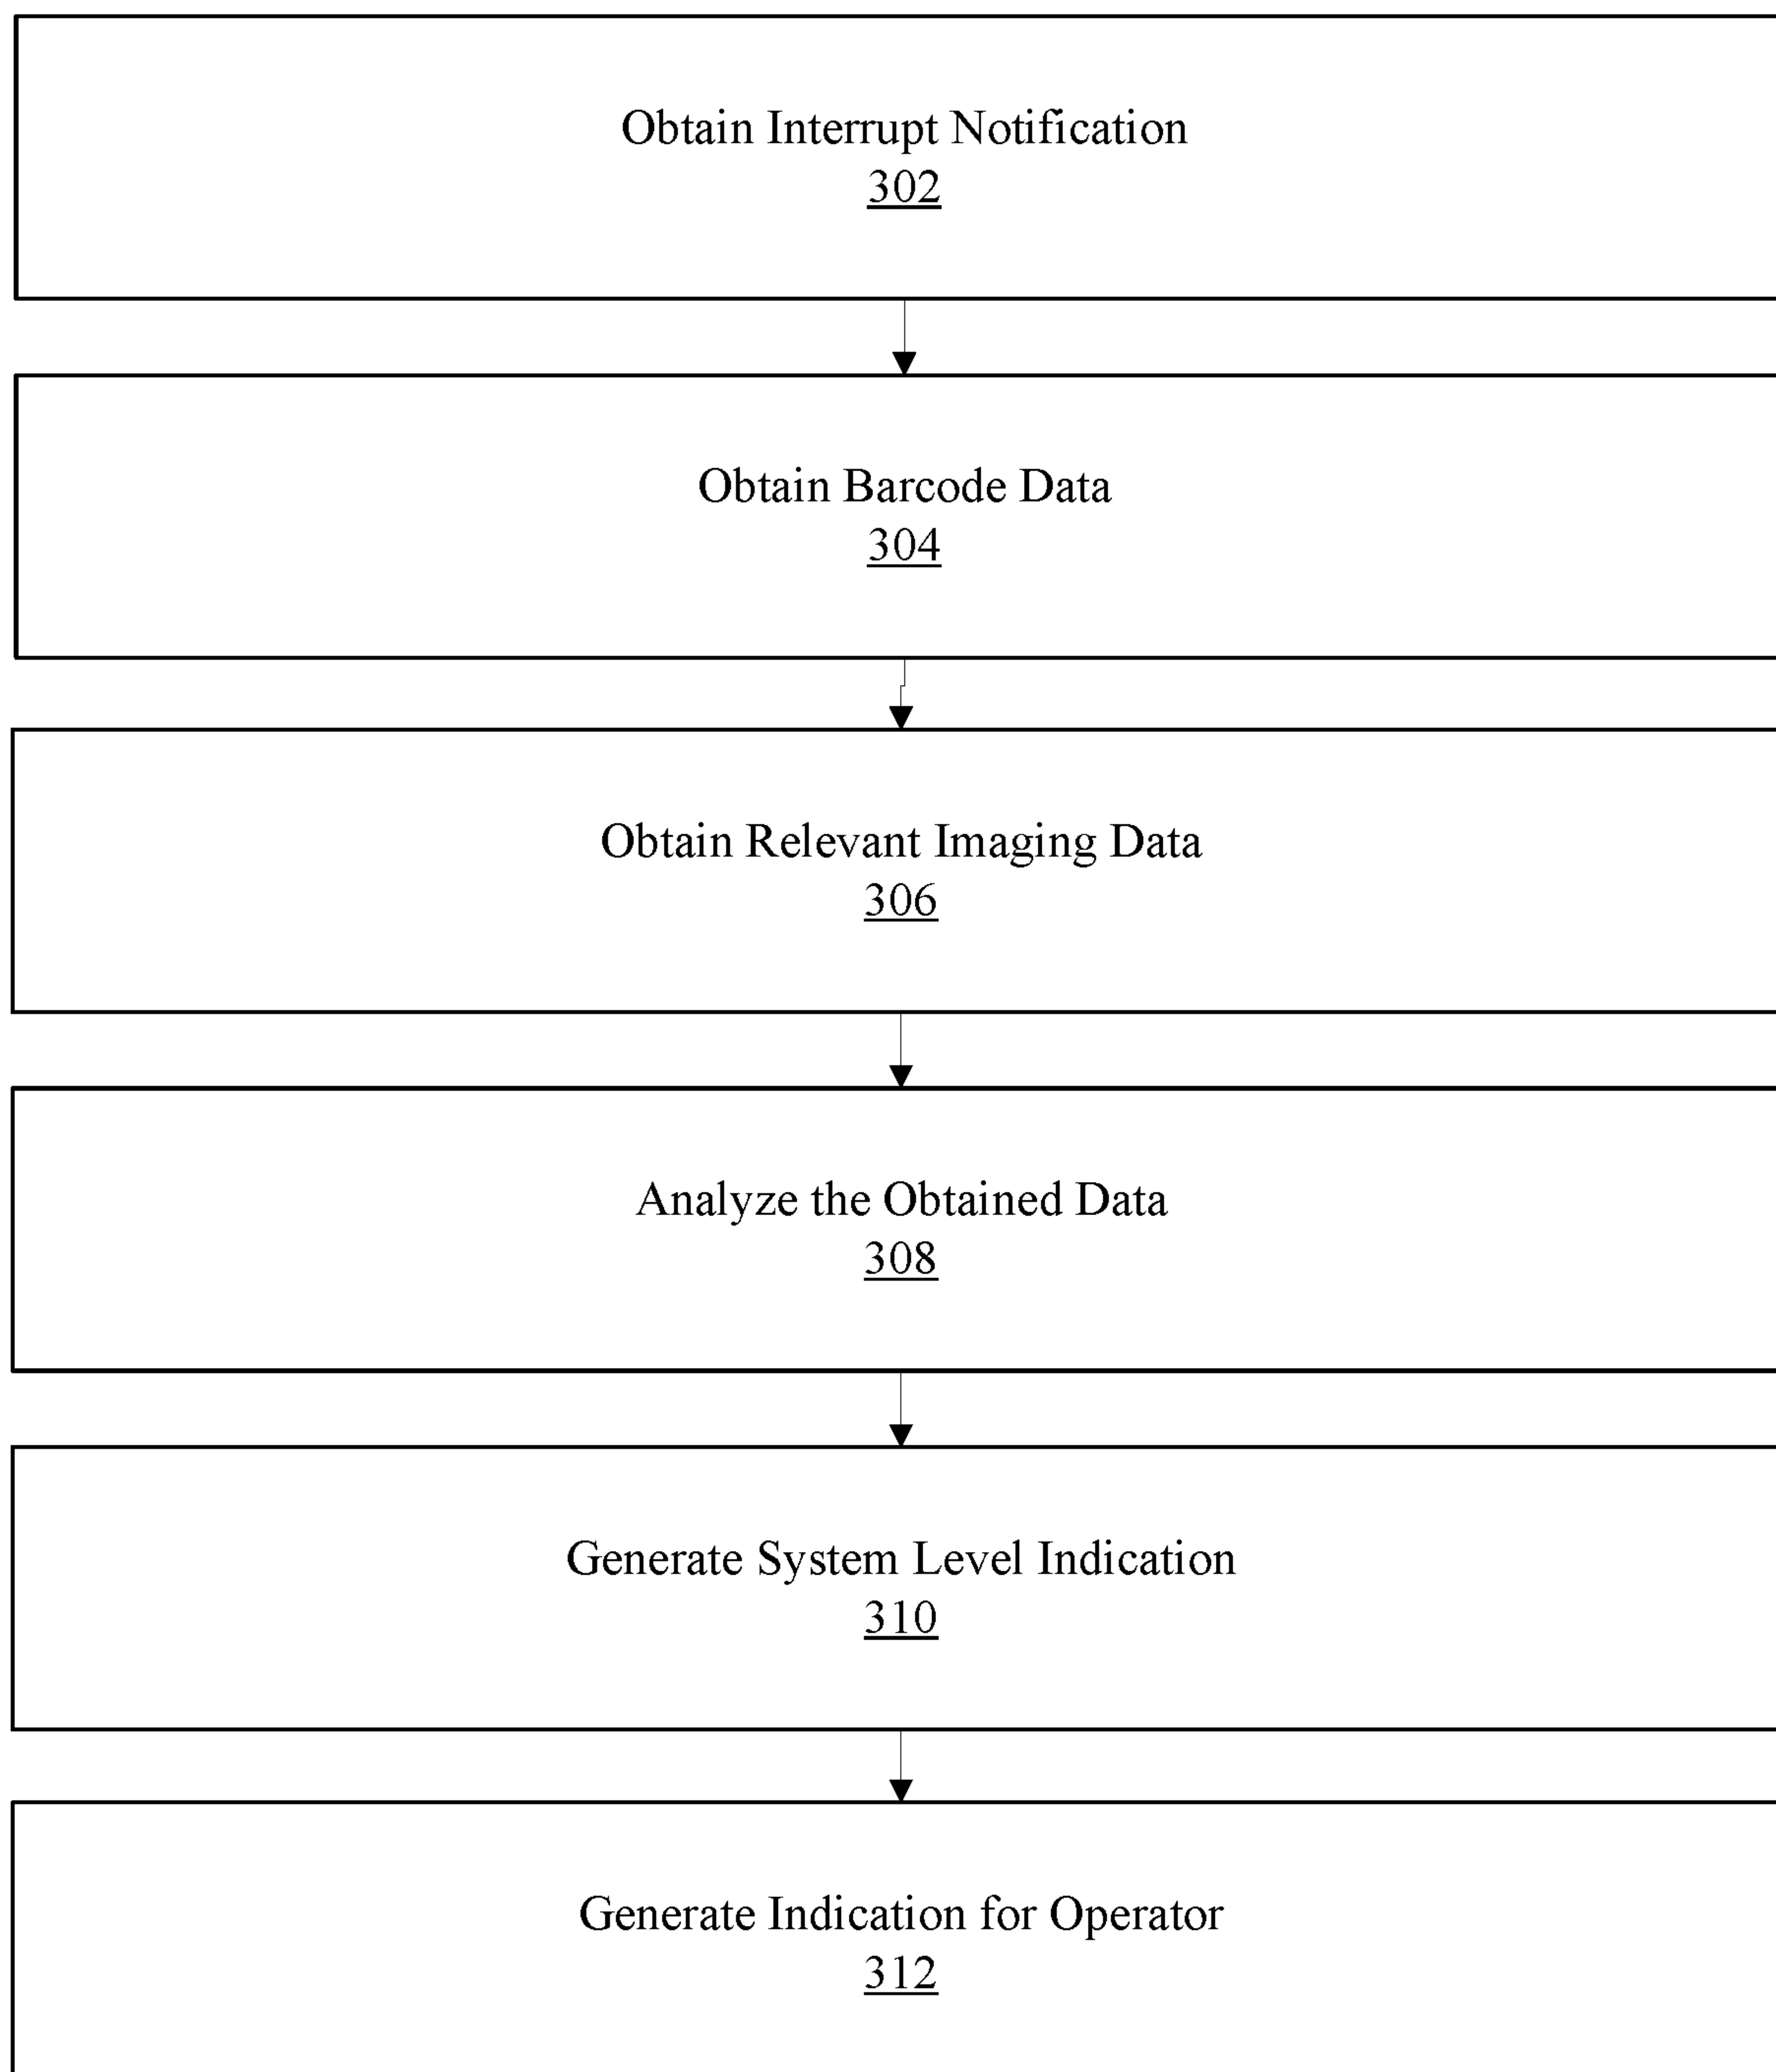 Obtain Interrupt Notification
302
Obtain Barcode Data
304
Obtain Relevant Imaging Data
306
Analyze the Obtained Data
308
Generate System Level Indication
310
Generate Indication for Operator
312